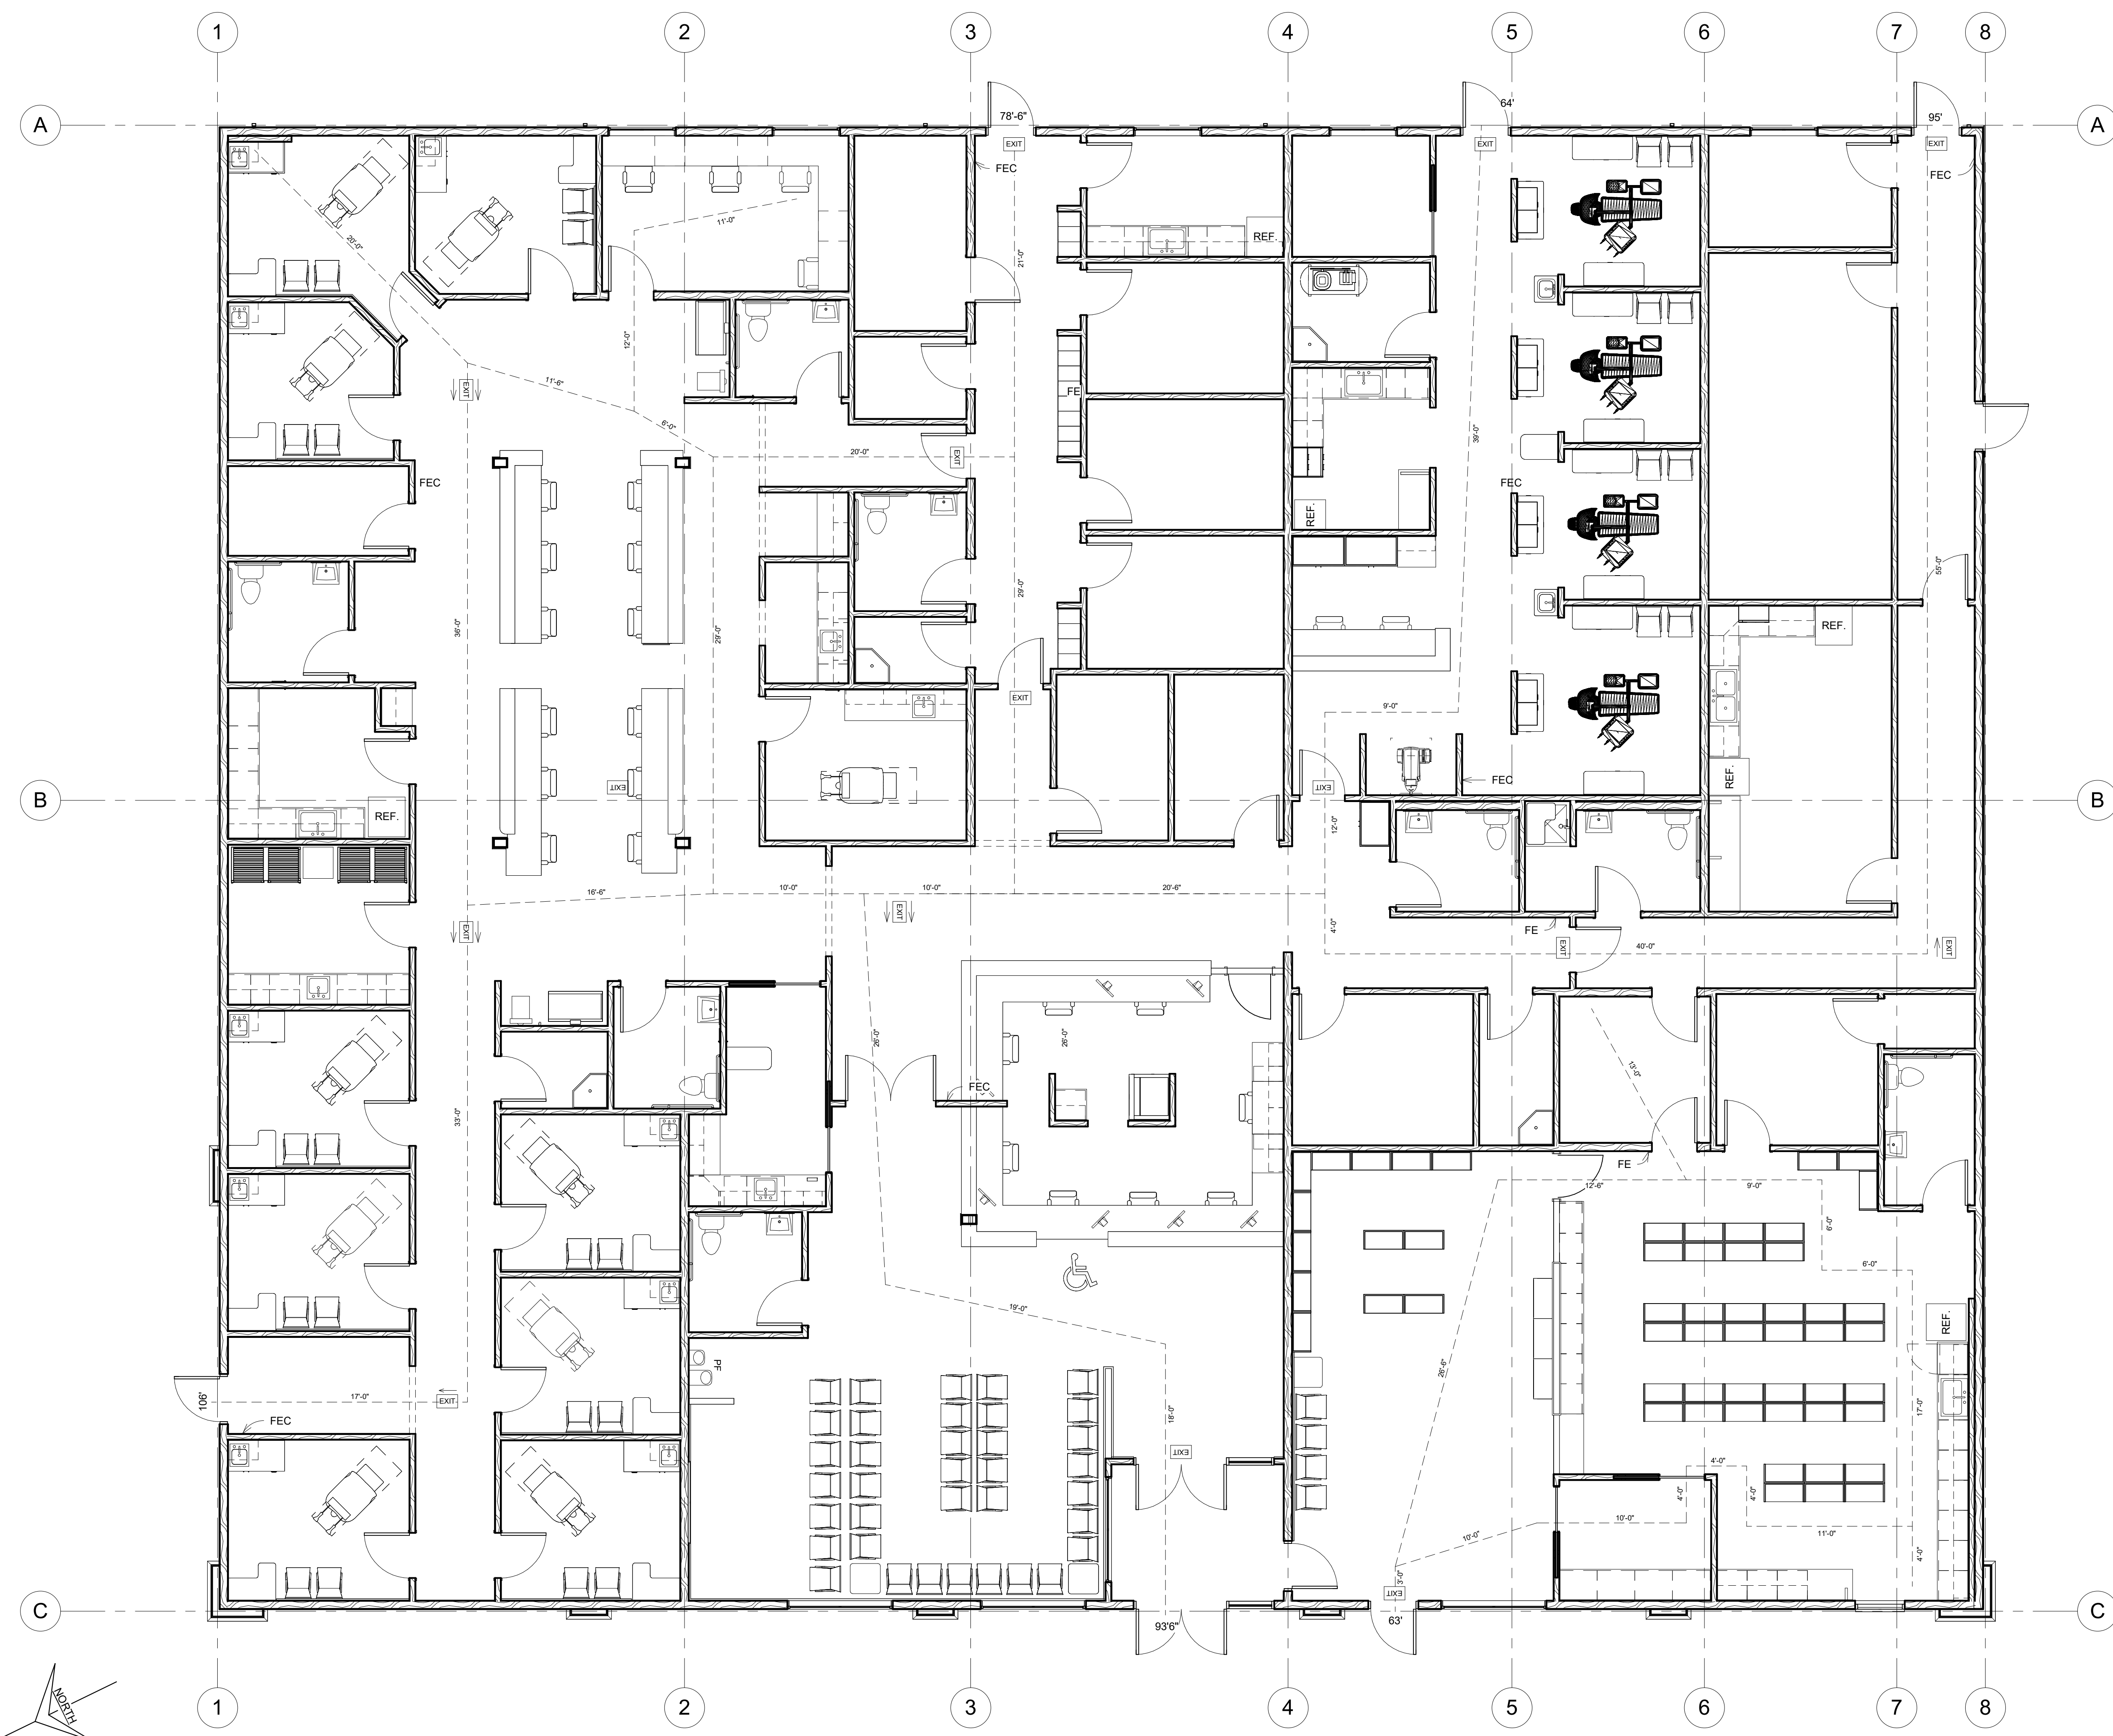 1 2 3 4 5 6 7 8
A A
78'-6" 64' 95'
EXIT EXIT EXIT
FEC FEC
11'-0"
20'-0" 21'-0" REF.
12'-0"
11'-6"
EXIT FE
6'-0"
20'-0" EXIT 39'-0"
FEC FEC
REF.
36'-0" 29'-0" 29'-0" 55'-0"
REF.
EXIT 9'-0"
REF.
EXIT EXIT FEC
B B
REF. 12'-0"
16'-6" 10'-0" 10'-0" 20'-6"
EXIT EXIT 4'-0" FE
EXIT 40'-0" EXIT
26'-0" 26'-0"
13'-0"
FEC
33'-0"
FE
12'-6" 9'-0"
6'-0"
6'-0"
19'-0"
REF.
PF 26'-6"
106' 17'-0" EXIT
FEC 18'-0" 17'-0"
EXIT
4'-0"
4'-0" 4'-0"
10'-0" 10'-0" 11'-0"
4'-0"
3'-0"
EXIT
C C
93'6" 63'
NORTH
1 2 3 4 5 6 7 8